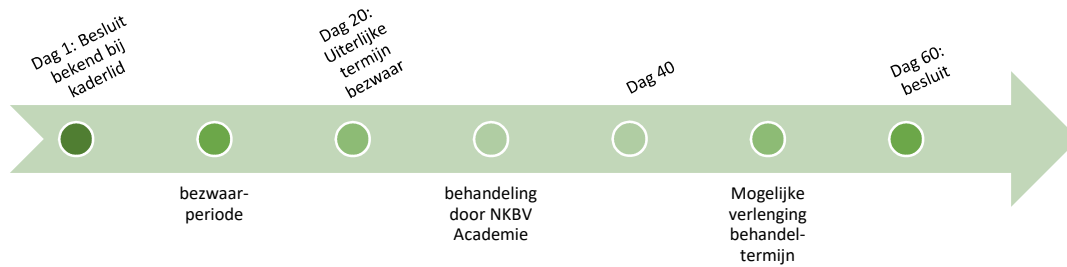 Dag 1: Besluit
bekend bij
kaderlid
bezwaar-
periode
Dag 20:
Uiterlijke
termijn
bezwaar
behandeling
door NKBV
Academie
Dag 40
Mogelijke
verlenging
behandel-
termijn
Dag 60:
besluit